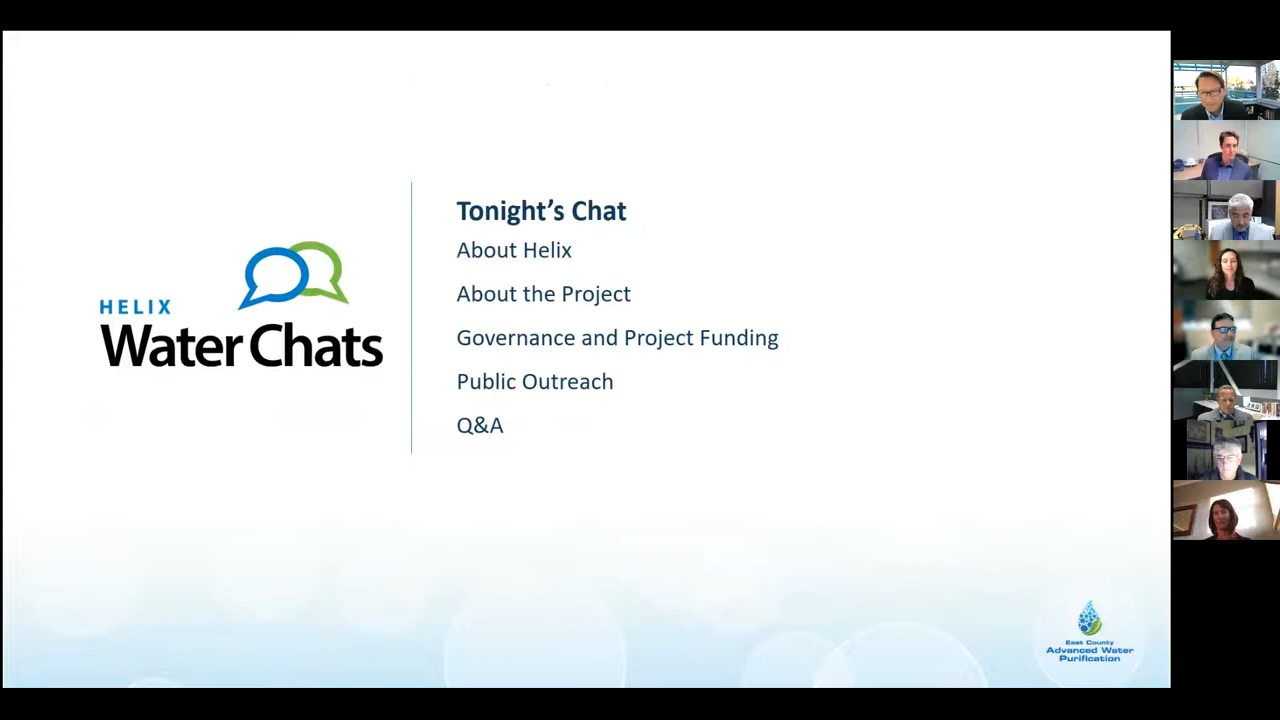 HELIX
Water Chats
Tonight's Chat
About Helix
About the Project
Governance and Project Funding
Public Outreach
Q&A
East County
Advanced Water
Purification